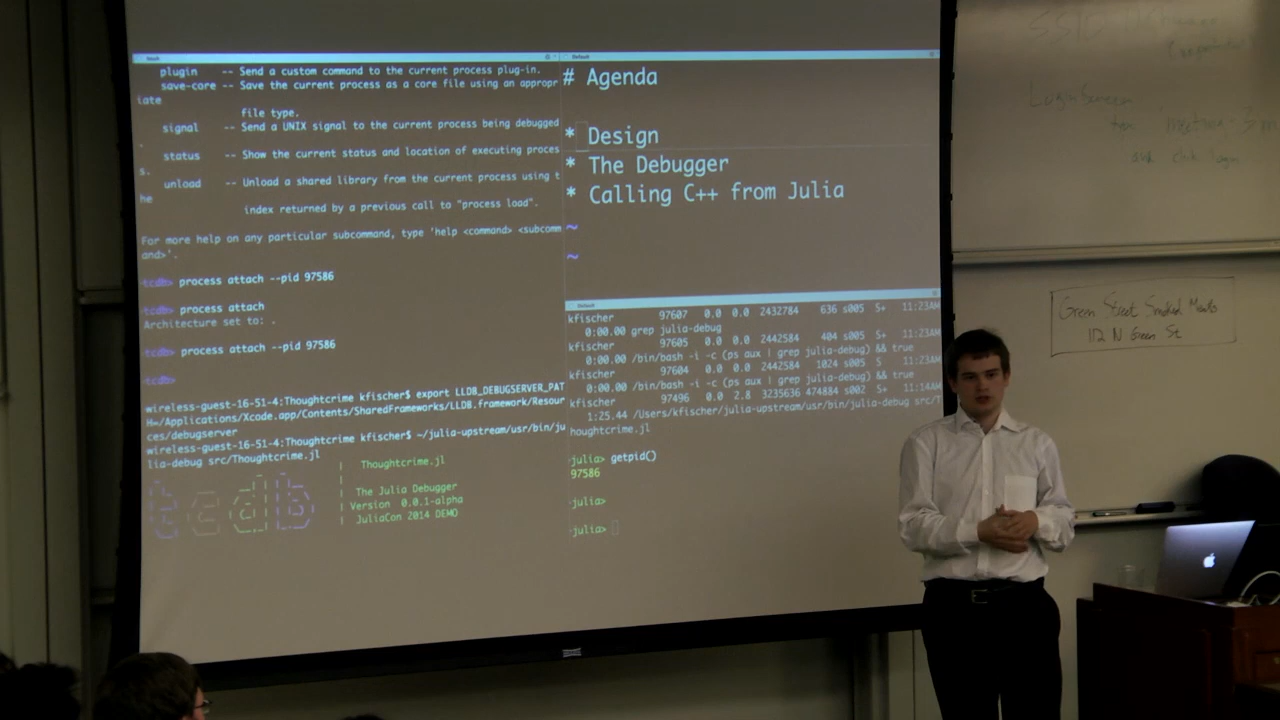 bash
plugin -- Send a custom command to the current process plug-in.
save-core -- Save the current process as a core file using an appropr
iate
file type.
signal -- Send a UNIX signal to the current process being debugged
.
status -- Show the current status and location of executing proces
s.
unload -- Unload a shared library from the current process using t
he
index returned by a previous call to "process load".
For more help on any particular subcommand, type 'help <command> <subcomm
and>'.
tcdb> process attach --pid 97586
tcdb> process attach
Architecture set to: .
tcdb> process attach --pid 97586
tcdb>
wireless-guest-16-51-4:Thoughtcrime kfischer$ export LLDB_DEBUGSERVER_PAT
H=/Applications/Xcode.app/Contents/SharedFrameworks/LLDB.framework/Resour
ces/debugserver
wireless-guest-16-51-4:Thoughtcrime kfischer$ ~/julia-upstream/usr/bin/ju
lia-debug src/Thoughtcrime.jl
tcdb
| Thoughtcrime.jl
|
| The Julia Debugger
| Version 0.0.1-alpha
| JuliaCon 2014 DEMO
Default
# Agenda
* Design
* The Debugger
* Calling C++ from Julia
~
~
Default
kfischer 97607 0.0 0.0 2432784 636 s005 S+ 11:23AM
0:00.00 grep julia-debug
kfischer 97605 0.0 0.0 2442584 404 s005 S+ 11:23AM
0:00.00 /bin/bash -i -c (ps aux | grep julia-debug) && true
kfischer 97604 0.0 0.0 2442584 1024 s005 S 11:23AM
0:00.00 /bin/bash -i -c (ps aux | grep julia-debug) && true
kfischer 97496 0.0 2.8 3235636 474884 s002 S+ 11:14AM
1:25.44 /Users/kfischer/julia-upstream/usr/bin/julia-debug src/T
houghtcrime.jl
julia> getpid()
97586
julia>
julia>
Green Street Smoked Meats
112 N Green St